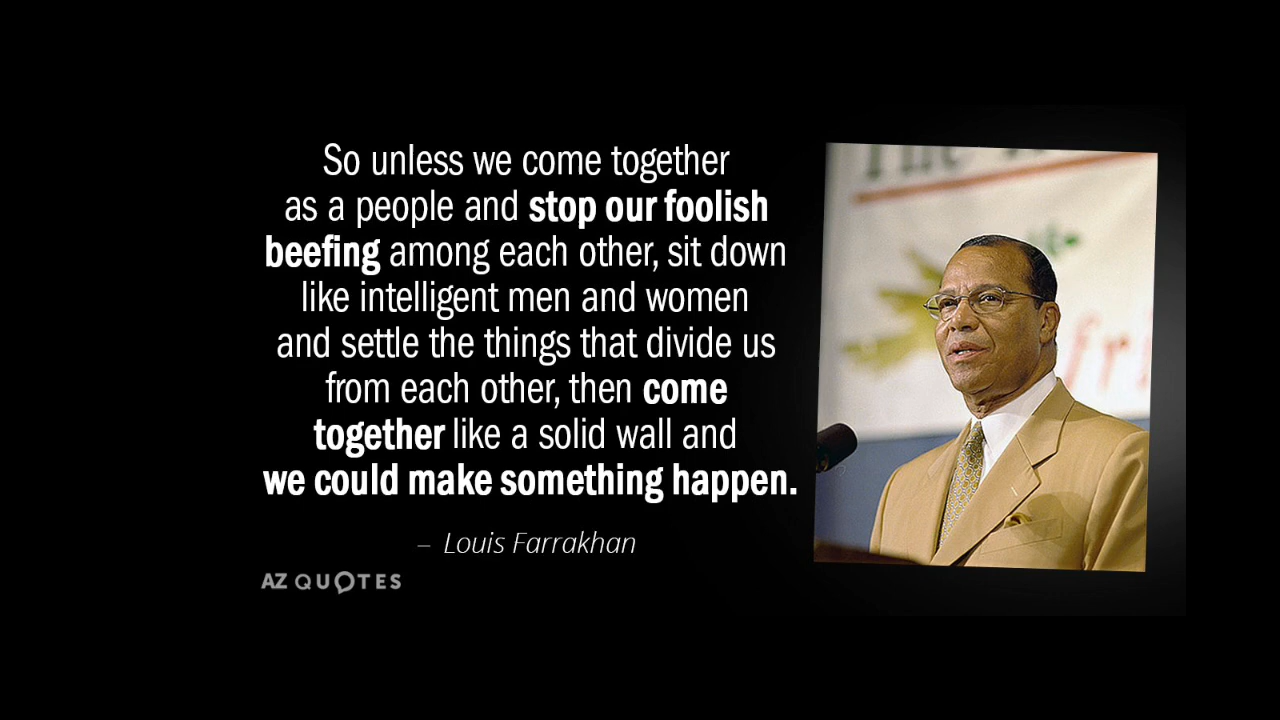 So unless we come together
as a people and stop our foolish
beefing among each other, sit down
like intelligent men and women
and settle the things that divide us
from each other, then come
together like a solid wall and
we could make something happen.
– Louis Farrakhan
AZ QUOTES
The